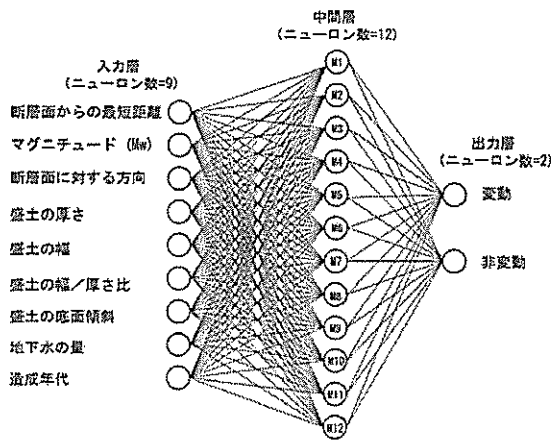 中間層
(ニューロン数=12)
入力層
(ニューロン数=9)
断層面からの最短距離
マグニチュード (Mw)
断層面に対する方向
盛土の厚さ
盛土の幅
盛土の幅／厚さ比
盛土の底面傾斜
地下水の量
造成年代
M1
M2
M3
M4
M5
M6
M7
M8
M9
M10
M11
M12
出力層
(ニューロン数=2)
変動
非変動